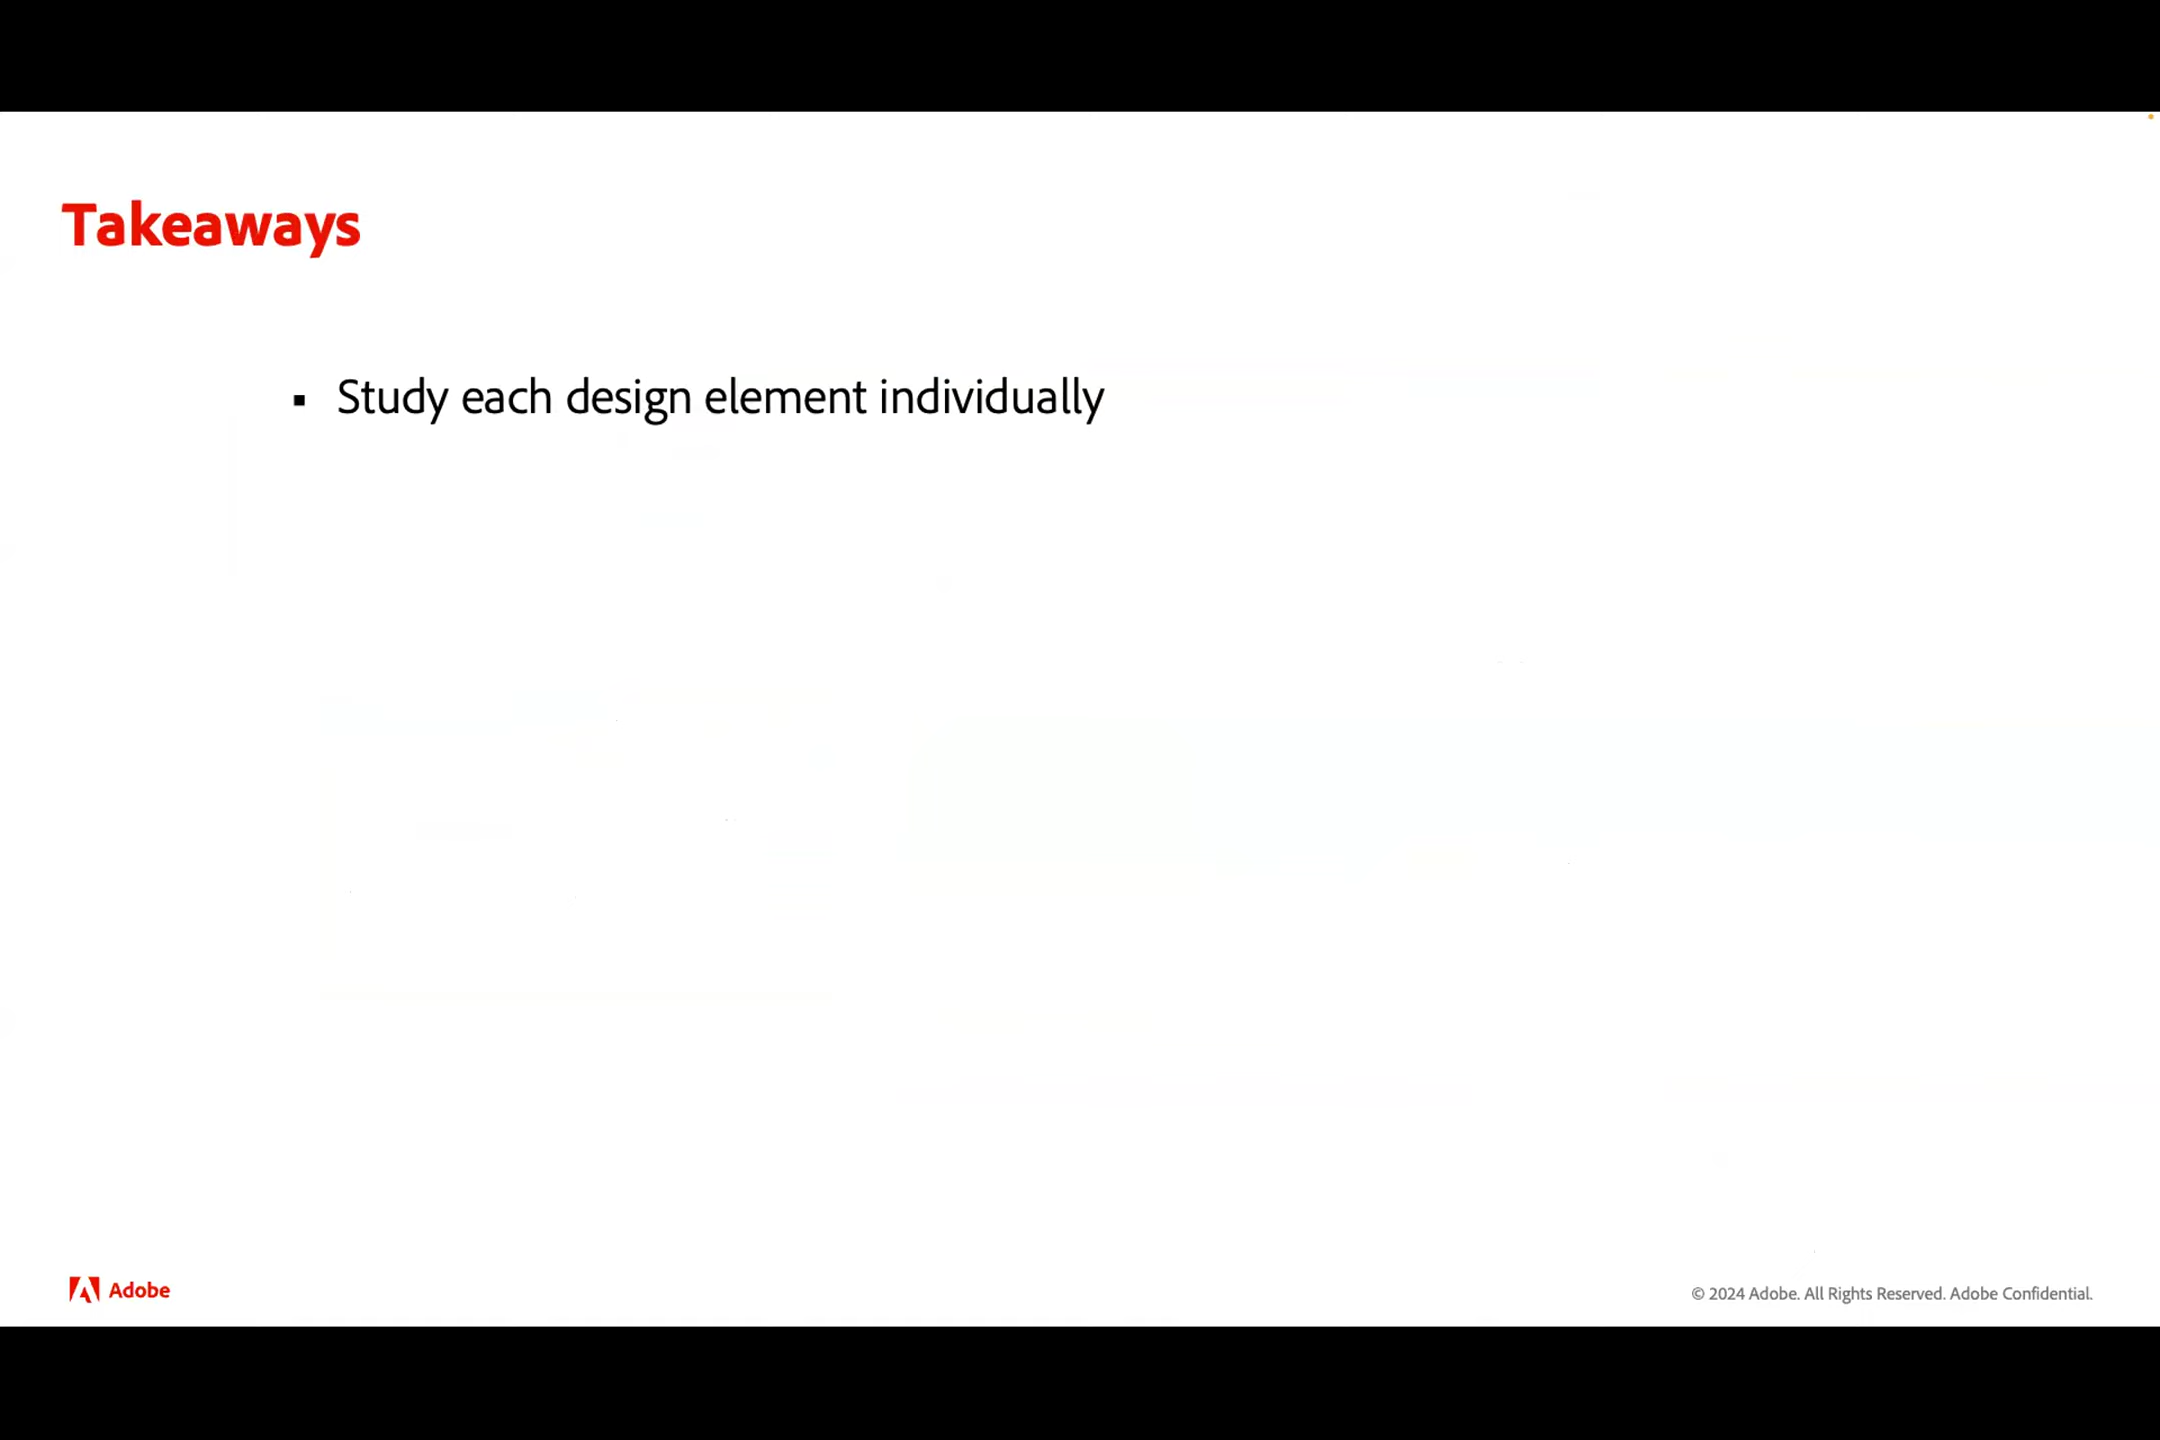 Takeaways
▪ Study each design element individually
Adobe
© 2024 Adobe. All Rights Reserved. Adobe Confidential.